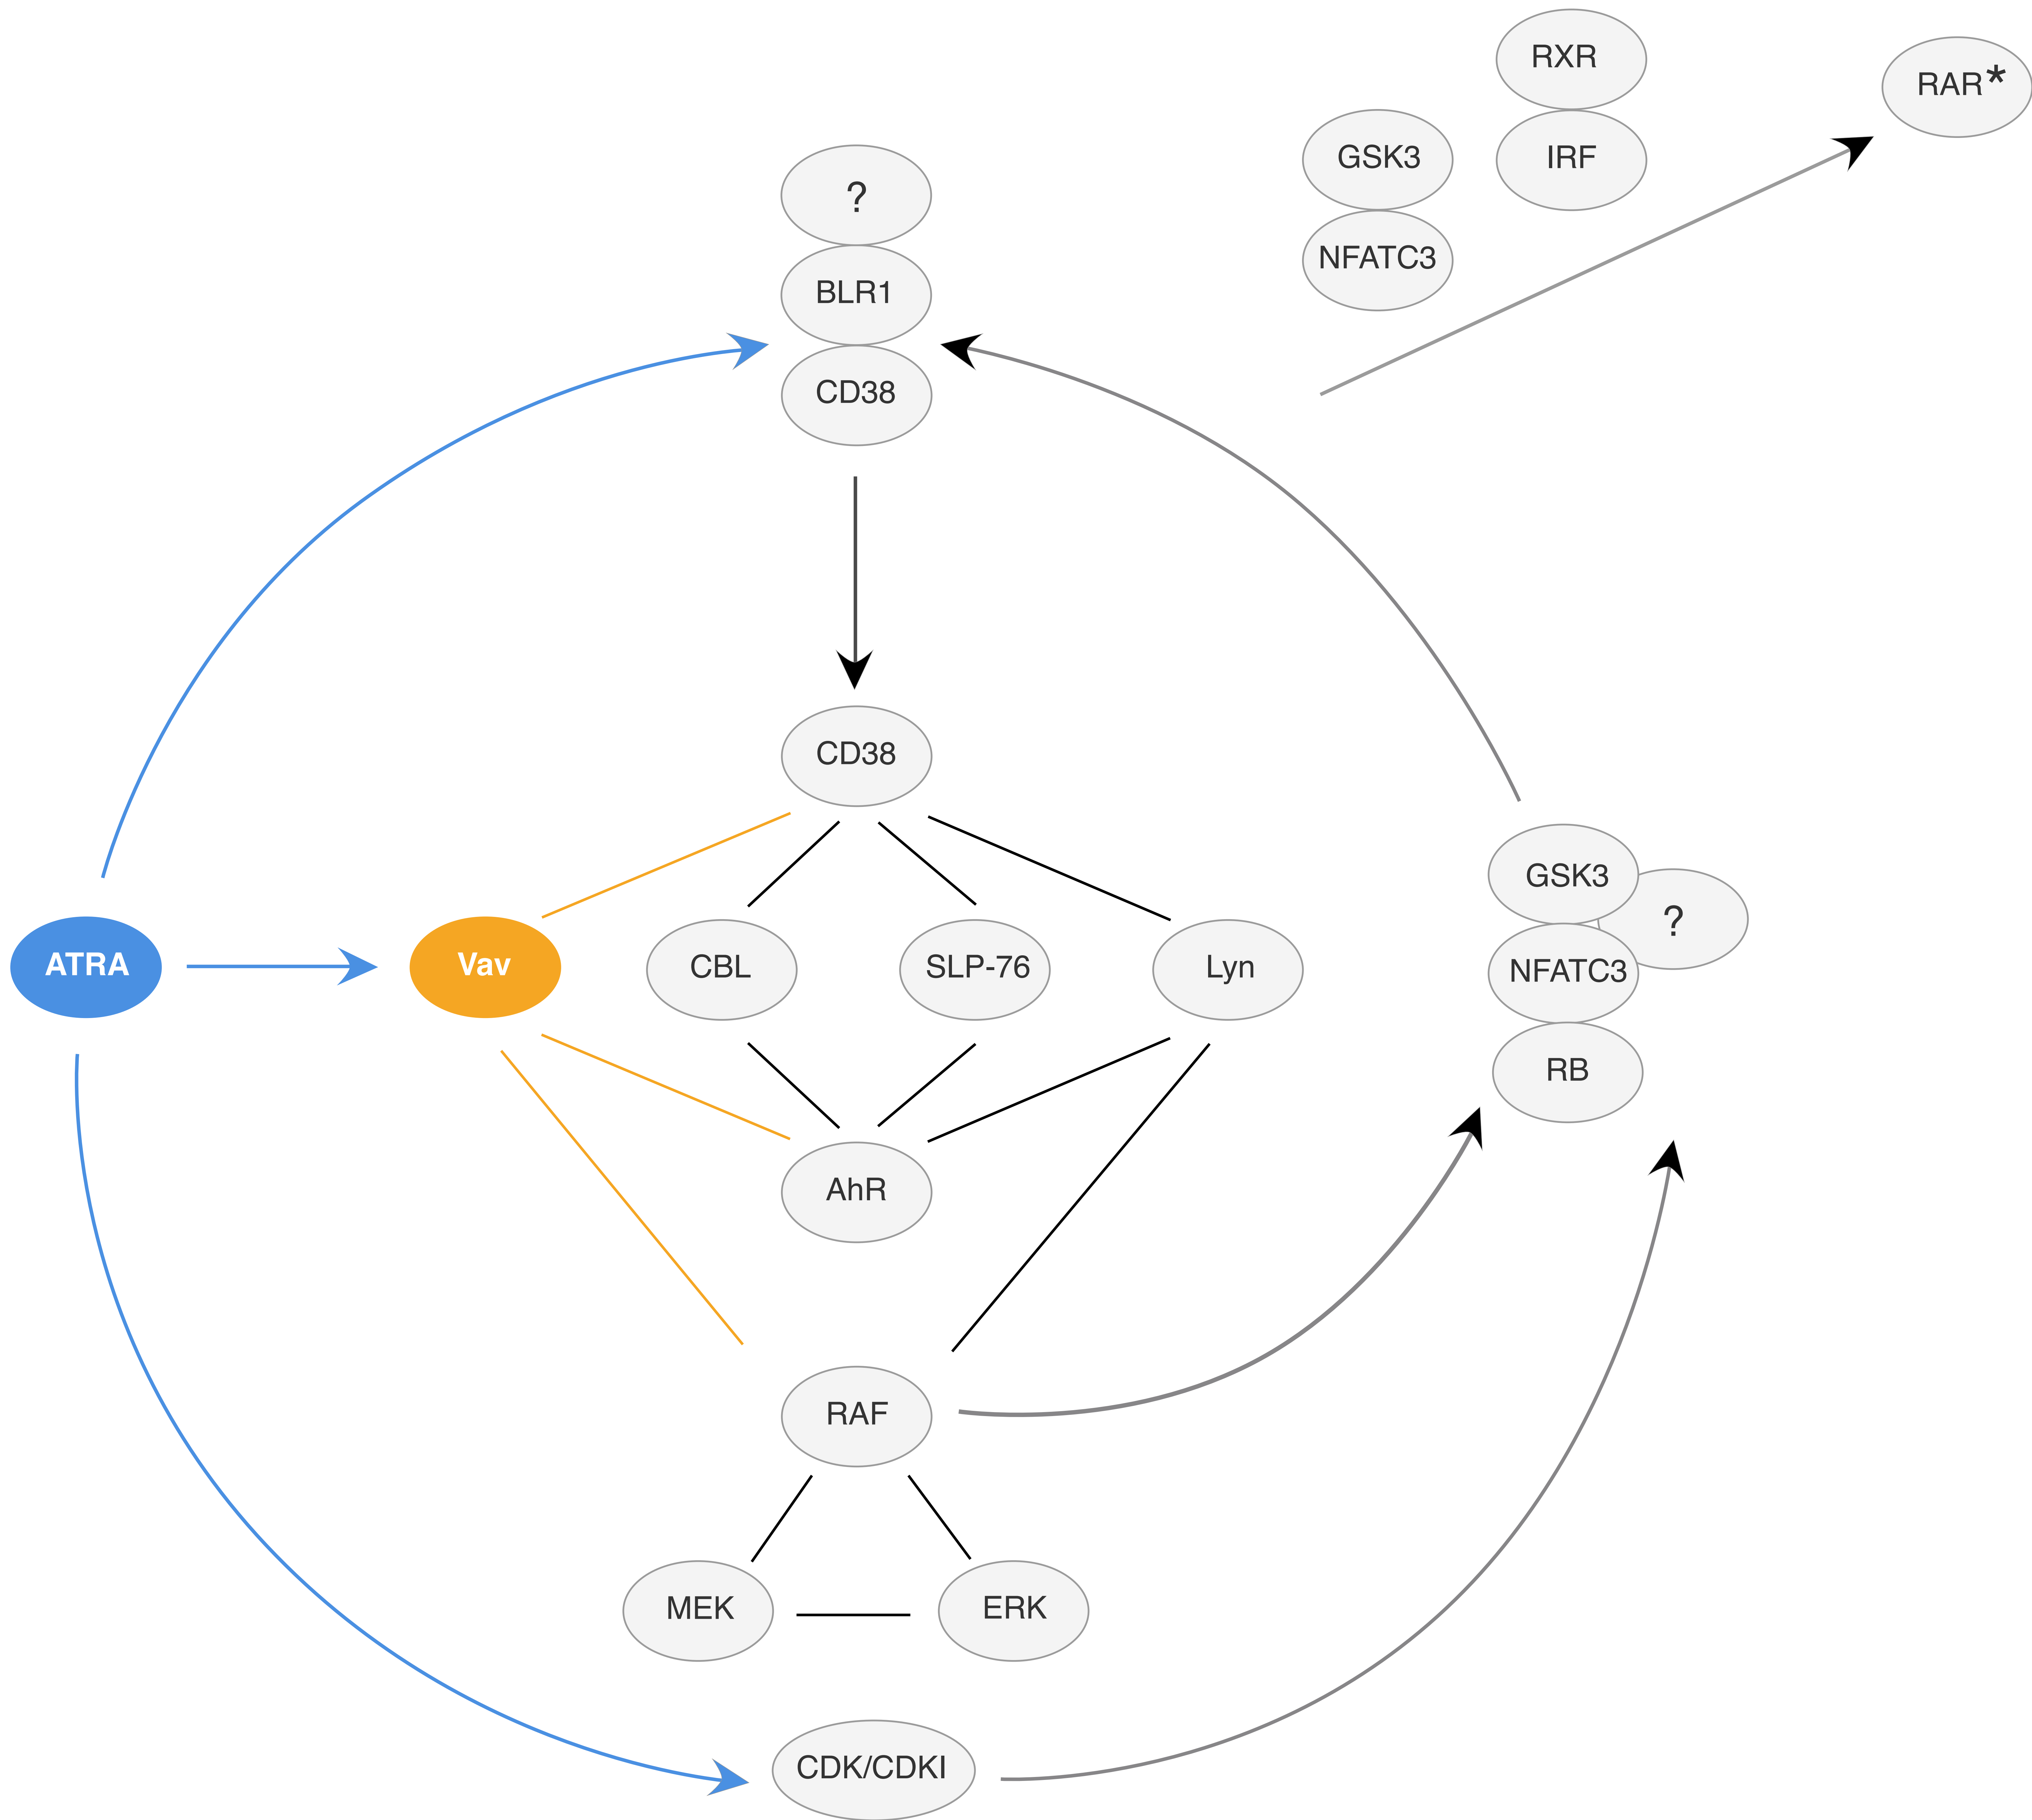 RXR
RAR*
GSK3
IRF
?
NFATC3
BLR1
CD38
CD38
GSK3
?
ATRA
Vav
CBL
SLP-76
Lyn
NFATC3
RB
AhR
RAF
MEK
ERK
CDK/CDKI